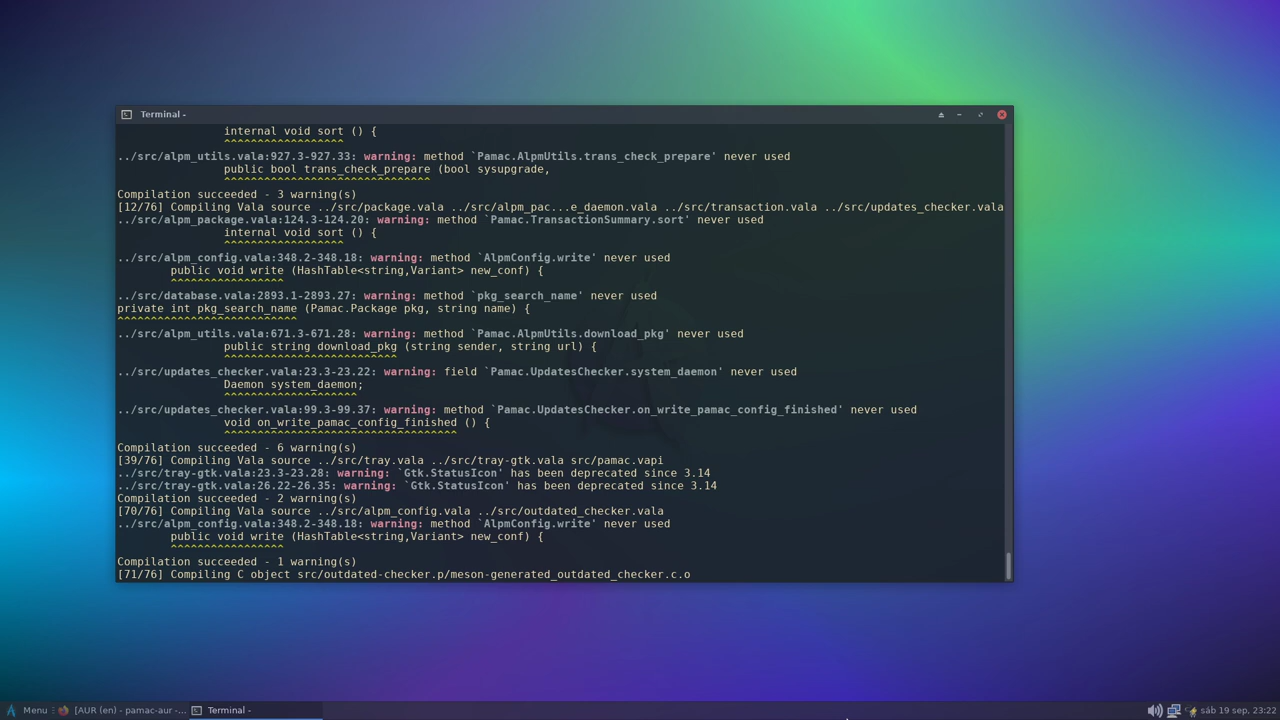 Terminal -
internal void sort () {
^^^^^^^^^^^^^^^^^^
../src/alpm_utils.vala:927.3-927.33: warning: method `Pamac.AlpmUtils.trans_check_prepare' never used
public bool trans_check_prepare (bool sysupgrade,
^^^^^^^^^^^^^^^^^^^^^^^^^^^^^^^
Compilation succeeded - 3 warning(s)
[12/76] Compiling Vala source ../src/package.vala ../src/alpm_pac...e_daemon.vala ../src/transaction.vala ../src/updates_checker.vala
../src/alpm_package.vala:124.3-124.20: warning: method `Pamac.TransactionSummary.sort' never used
internal void sort () {
^^^^^^^^^^^^^^^^^^
../src/alpm_config.vala:348.2-348.18: warning: method `AlpmConfig.write' never used
public void write (HashTable<string,Variant> new_conf) {
^^^^^^^^^^^^^^^^^
../src/database.vala:2893.1-2893.27: warning: method `pkg_search_name' never used
private int pkg_search_name (Pamac.Package pkg, string name) {
^^^^^^^^^^^^^^^^^^^^^^^^^^^
../src/alpm_utils.vala:671.3-671.28: warning: method `Pamac.AlpmUtils.download_pkg' never used
public string download_pkg (string sender, string url) {
^^^^^^^^^^^^^^^^^^^^^^^^^^
../src/updates_checker.vala:23.3-23.22: warning: field `Pamac.UpdatesChecker.system_daemon' never used
Daemon system_daemon;
^^^^^^^^^^^^^^^^^^^^
../src/updates_checker.vala:99.3-99.37: warning: method `Pamac.UpdatesChecker.on_write_pamac_config_finished' never used
void on_write_pamac_config_finished () {
^^^^^^^^^^^^^^^^^^^^^^^^^^^^^^^^^^^
Compilation succeeded - 6 warning(s)
[39/76] Compiling Vala source ../src/tray.vala ../src/tray-gtk.vala src/pamac.vapi
../src/tray-gtk.vala:23.3-23.28: warning: `Gtk.StatusIcon' has been deprecated since 3.14
../src/tray-gtk.vala:26.22-26.35: warning: `Gtk.StatusIcon' has been deprecated since 3.14
Compilation succeeded - 2 warning(s)
[70/76] Compiling Vala source ../src/alpm_config.vala ../src/outdated_checker.vala
../src/alpm_config.vala:348.2-348.18: warning: method `AlpmConfig.write' never used
public void write (HashTable<string,Variant> new_conf) {
^^^^^^^^^^^^^^^^^
Compilation succeeded - 1 warning(s)
[71/76] Compiling C object src/outdated-checker.p/meson-generated_outdated_checker.c.o
Menu [AUR (en) - pamac-aur -... Terminal - sáb 19 sep, 23:22